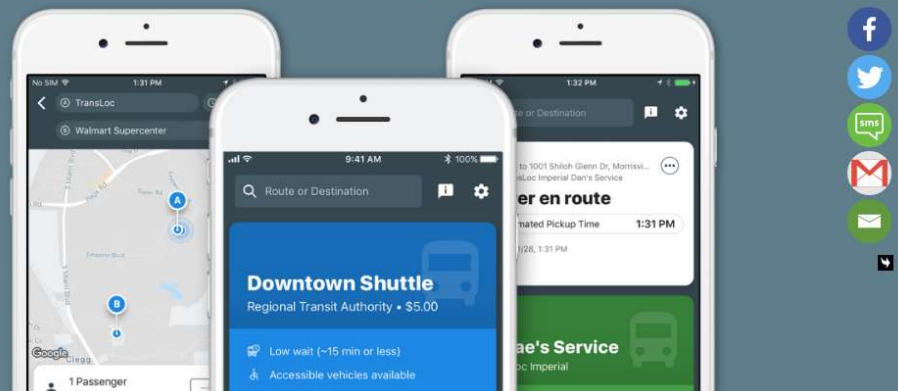 No SIM 1:31 PM
TransLoc
Walmart Supercenter
A
B
Google
1 Passenger
9:41 AM 100%
Route or Destination
Downtown Shuttle
Regional Transit Authority • $5.00
Low wait (~15 min or less)
Accessible vehicles available
1:32 PM
or Destination
to 1001 Shiloh Glenn Dr, Morrisvi...
Loc Imperial Dan's Service
er en route
mated Pickup Time 1:31 PM
/28, 1:31 PM
ae's Service
oc Imperial
f
sms
M